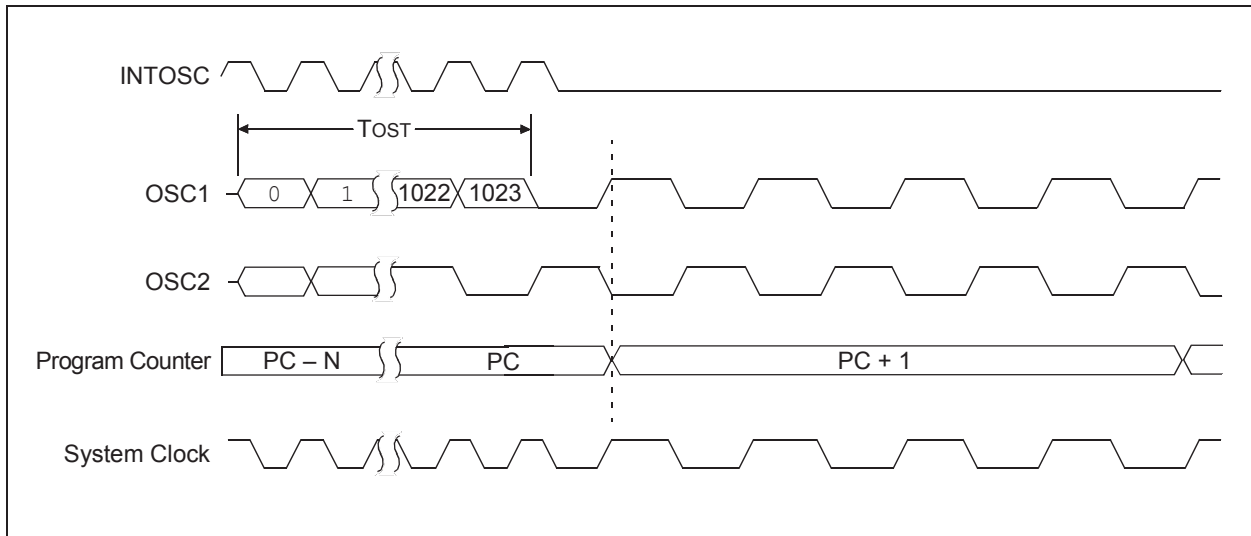 INTOSC
TOST
OSC1 0 1 1022 1023
OSC2
Program Counter PC – N PC PC + 1
System Clock